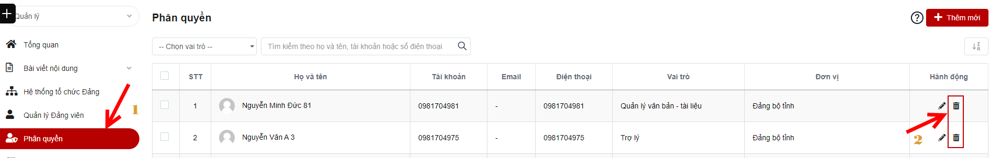 Quản lý
Tổng quan
Bài viết nội dung
Hệ thống tổ chức Đảng
Quản lý Đảng viên
1
Phân quyền
Phân quyền
? Thêm mới
-- Chọn vai trò -- Tìm kiếm theo họ và tên, tài khoản hoặc số điện thoại
STT Họ và tên Tài khoản Email Điện thoại Vai trò Đơn vị Hành động
1 Nguyễn Minh Đức 81 0981704981 - 0981704981 Quản lý văn bản - tài liệu Đảng bộ tỉnh
2 Nguyễn Văn A 3 0981704975 - 0981704975 Trợ lý Đảng bộ tỉnh
2